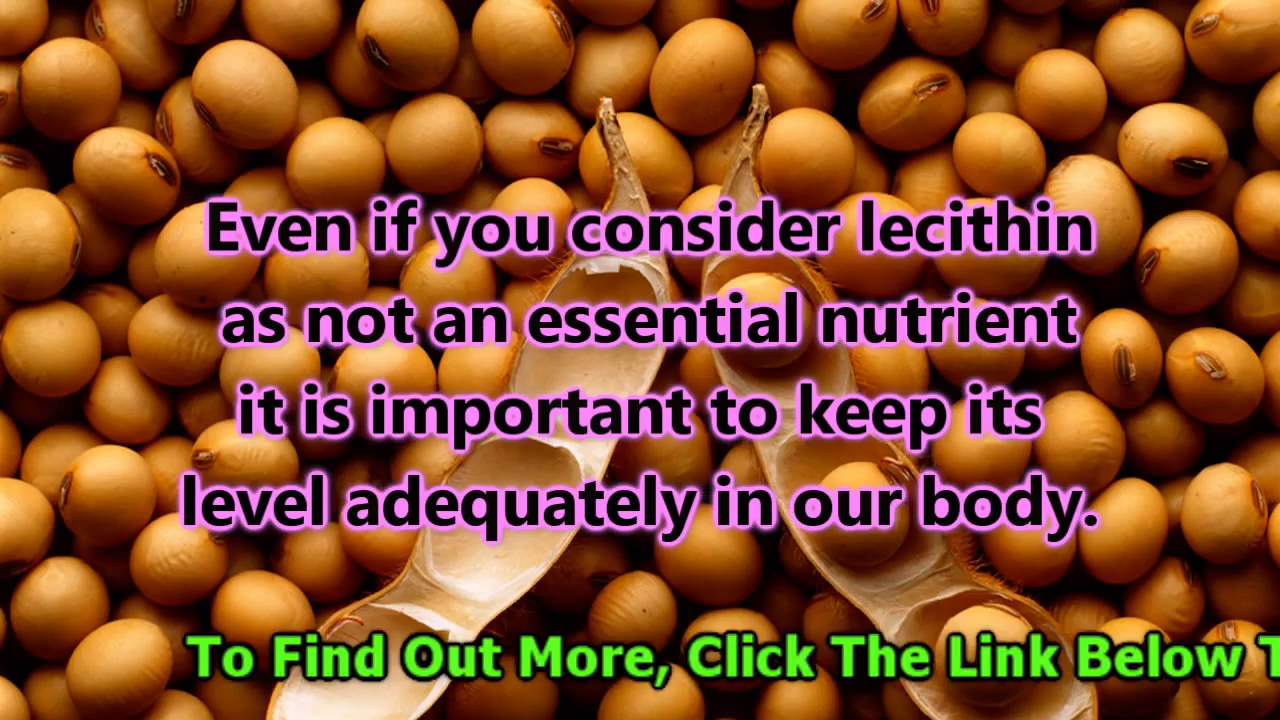 Even if you consider lecithin
as not an essential nutrient
it is important to keep its
level adequately in our body.
To Find Out More, Click The Link Below